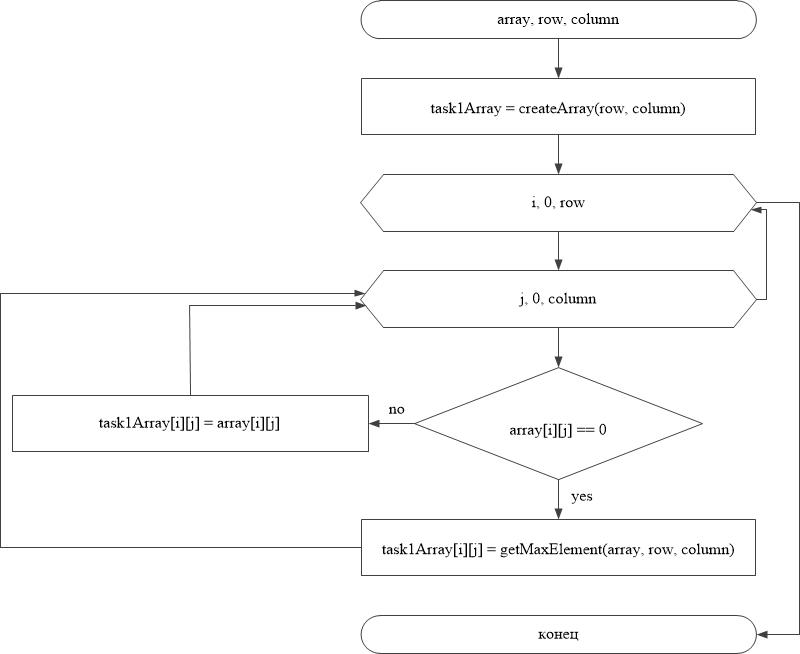 array, row, column
task1Array = createArray(row, column)
i, 0, row
j, 0, column
array[i][j] == 0
no
task1Array[i][j] = array[i][j]
yes
task1Array[i][j] = getMaxElement(array, row, column)
конец